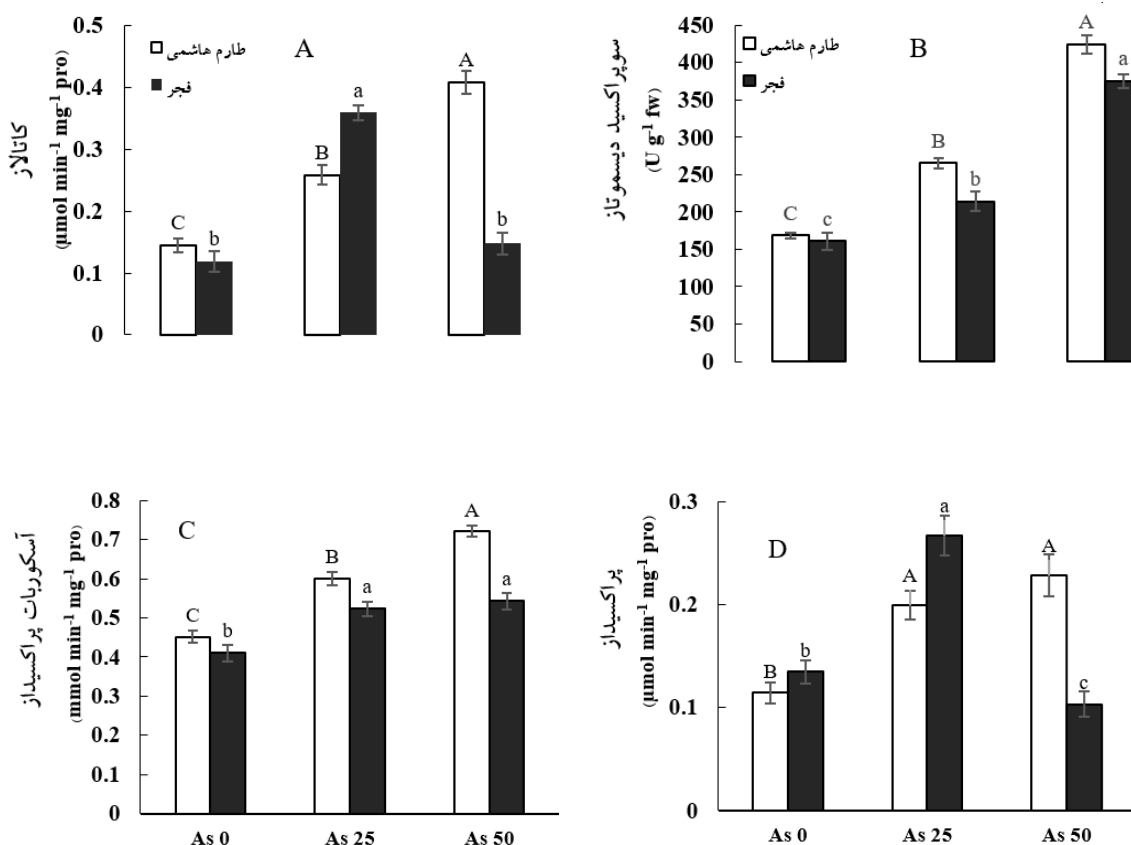 کاتالاز
(µmol min-1 mg-1 pro)
0.5
0.4
0.3
0.2
0.1
0
طارم هاشمی
فجر
A
C
b
B
a
A
b
سوپراکسید دیسموتاز
(U g-1 fw)
450
400
350
300
250
200
150
100
50
0
طارم هاشمی
فجر
B
C
c
B
b
A
a
آسکوربات پراکسیداز
(mmol min-1 mg-1 pro)
0.8
0.7
0.6
0.5
0.4
0.3
0.2
0.1
0
C
C
b
B
a
A
a
As 0
As 25
As 50
پراکسیداز
(µmol min-1 mg-1 pro)
0.3
0.2
0.1
0
D
B
b
A
a
A
c
As 0
As 25
As 50